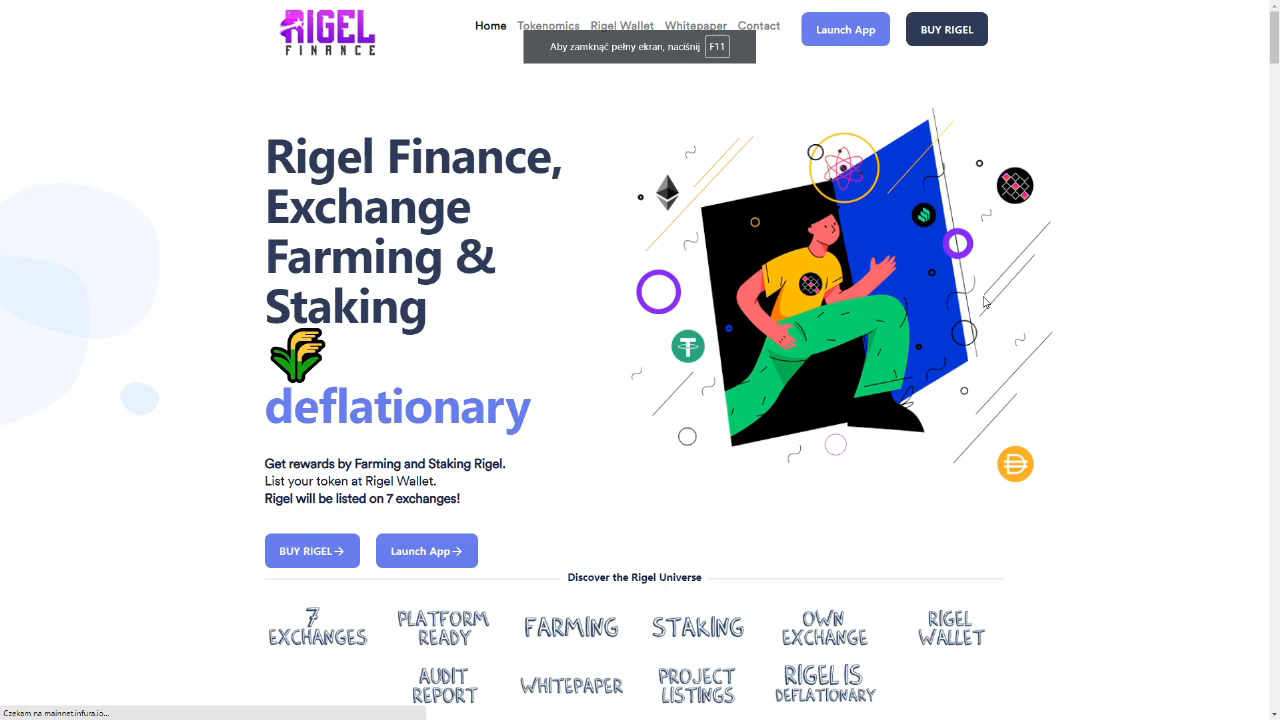 RIGEL
FINANCE
Home Tokenomics Rigel Wallet Whitepaper Contact Launch App BUY RIGEL
Aby zamknąć pełny ekran, naciśnij F11
Rigel Finance,
Exchange
Farming &
Staking
deflationary
Get rewards by Farming and Staking Rigel.
List your token at Rigel Wallet.
Rigel will be listed on 7 exchanges!
BUY RIGEL→ Launch App→
Discover the Rigel Universe
7 EXCHANGES
PLATFORM READY
FARMING
STAKING
OWN EXCHANGE
RIGEL WALLET
AUDIT REPORT
WHITEPAPER
PROJECT LISTINGS
RIGEL IS DEFLATIONARY
Czekam na mainnet.infura.io...